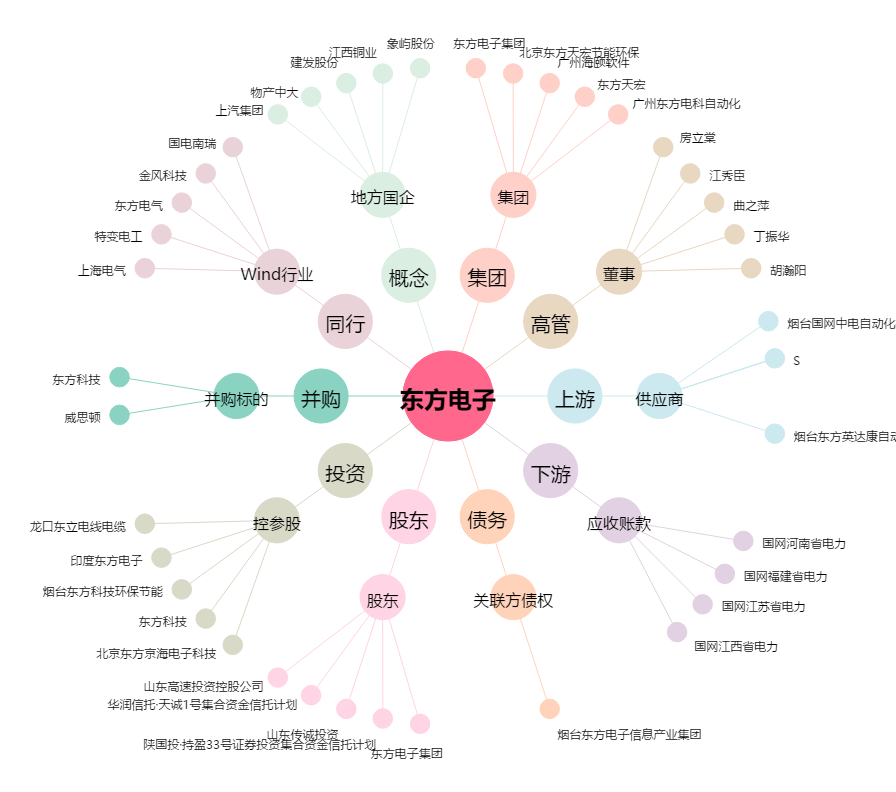 象屿股份
东方电子集团
江西铜业
北京东方天宏节能环保
建发股份
广州海颐软件
物产中大
东方天宏
上汽集团
广州东方电科自动化
国电南瑞
房立棠
金风科技
江秀臣
东方电气
地方国企
集团
曲之萍
特变电工
丁振华
上海电气
Wind行业
概念
集团
董事
胡瀚阳
同行
高管
烟台国网中电自动化
S
东方科技
并购标的
并购
东方电子
上游
供应商
威思顿
烟台东方英达康自动
投资
下游
龙口东立电线电缆
控参股
股东
债务
应收账款
国网河南省电力
印度东方电子
国网福建省电力
烟台东方科技环保节能
股东
关联方债权
国网江苏省电力
东方科技
北京东方京海电子科技
国网江西省电力
山东高速投资控股公司
华润信托·天诚1号集合资金信托计划
山东传诚投资
烟台东方电子信息产业集团
陕国投·持盈33号证券投资集合资金信托计划
东方电子集团